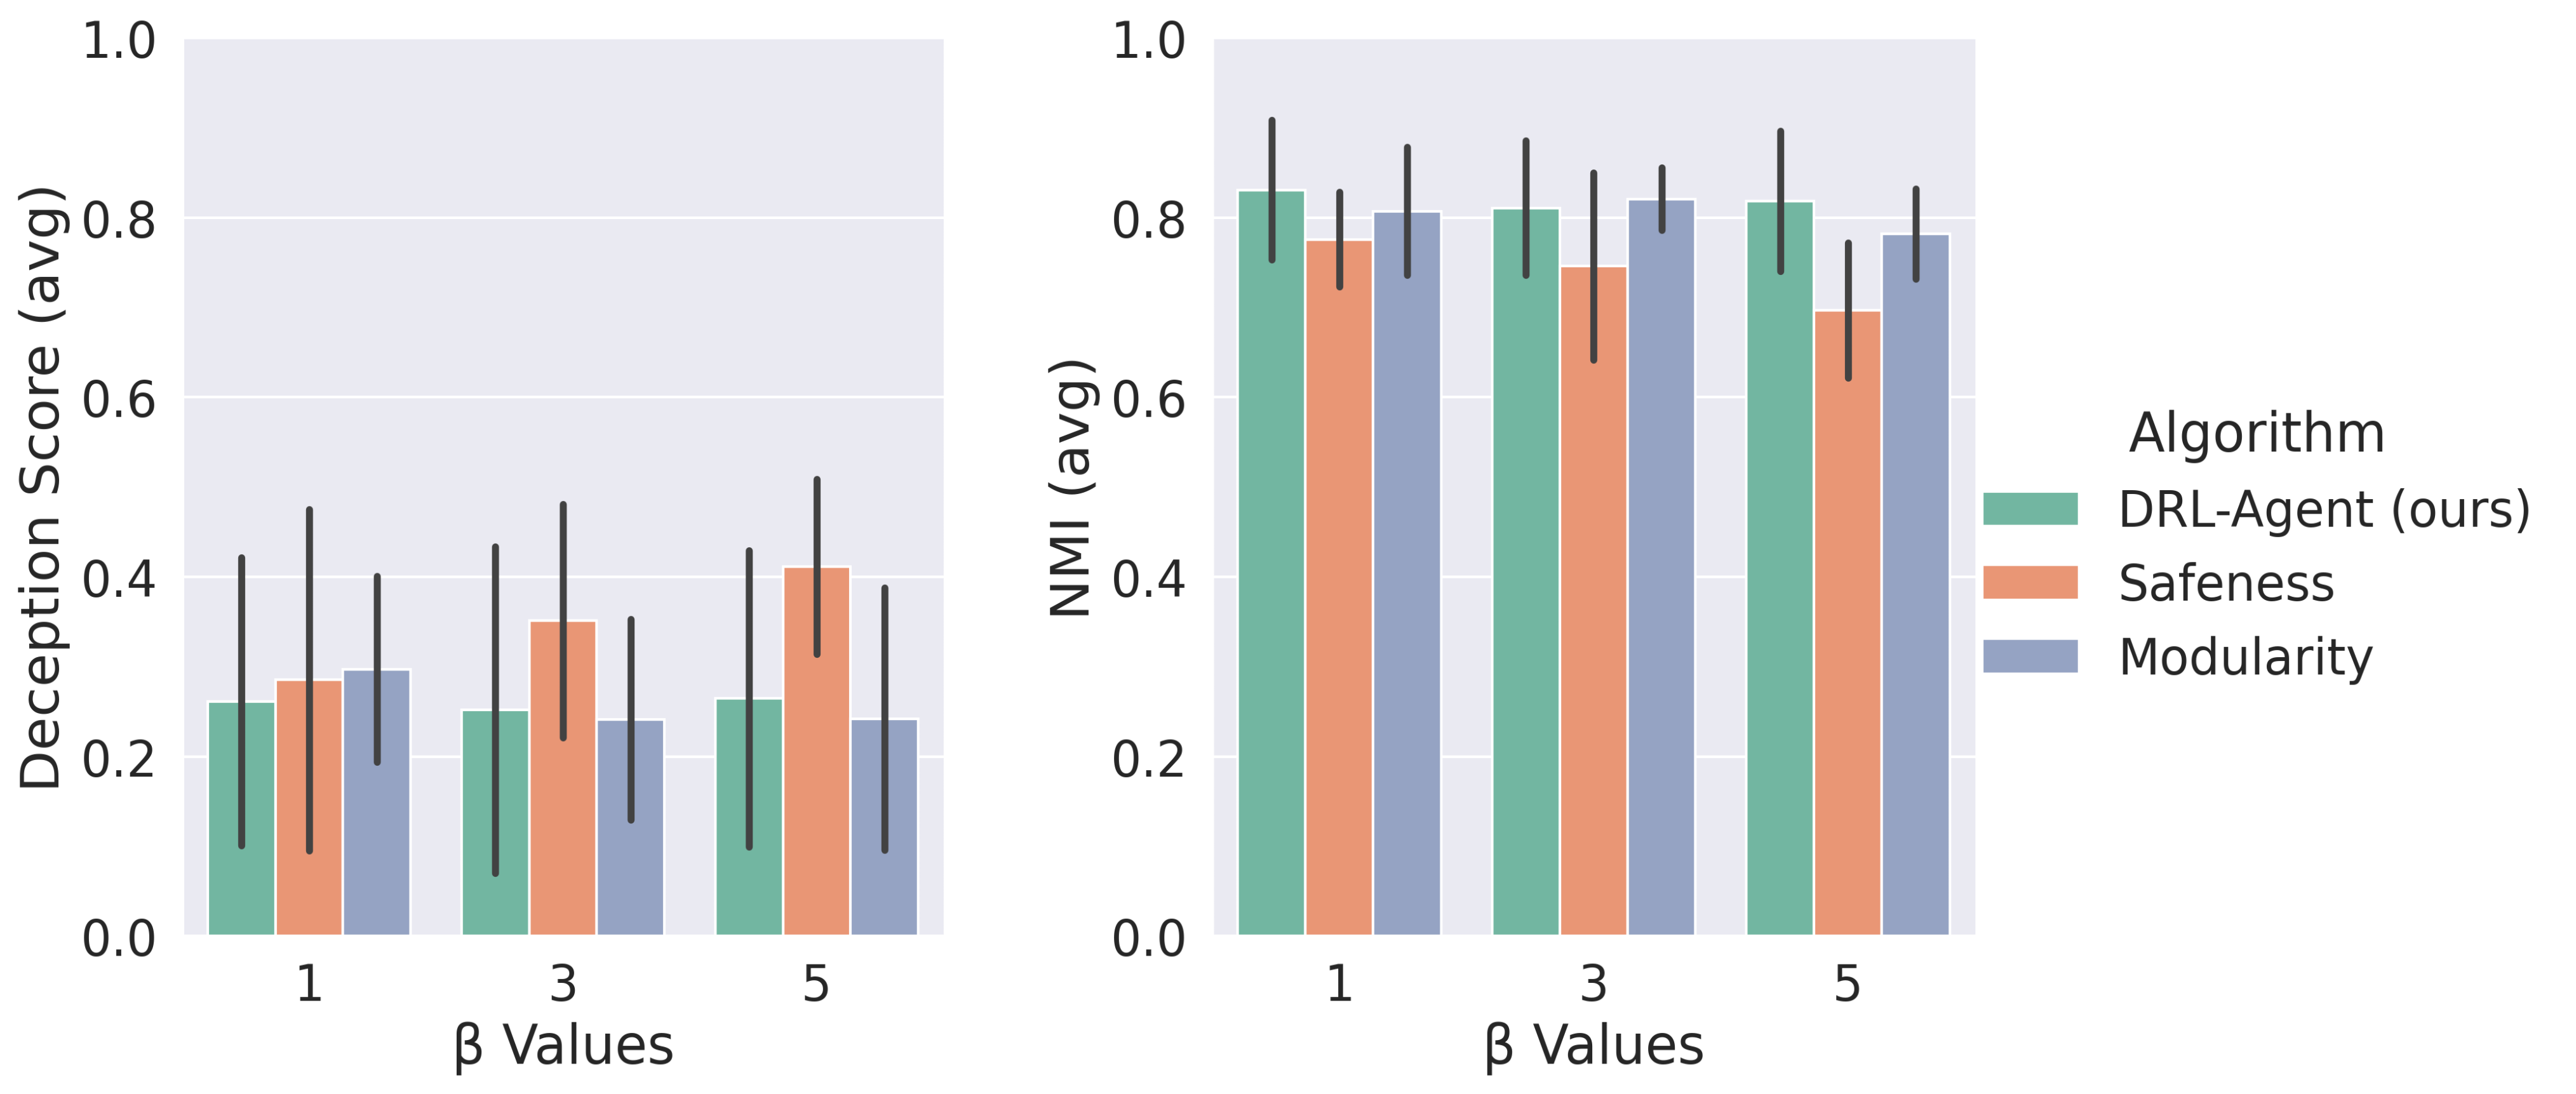 Deception Score (avg)
1.0
0.8
0.6
0.4
0.2
0.0
1 3 5
β Values
NMI (avg)
1.0
0.8
0.6
0.4
0.2
0.0
1 3 5
β Values
Algorithm
DRL-Agent (ours)
Safeness
Modularity